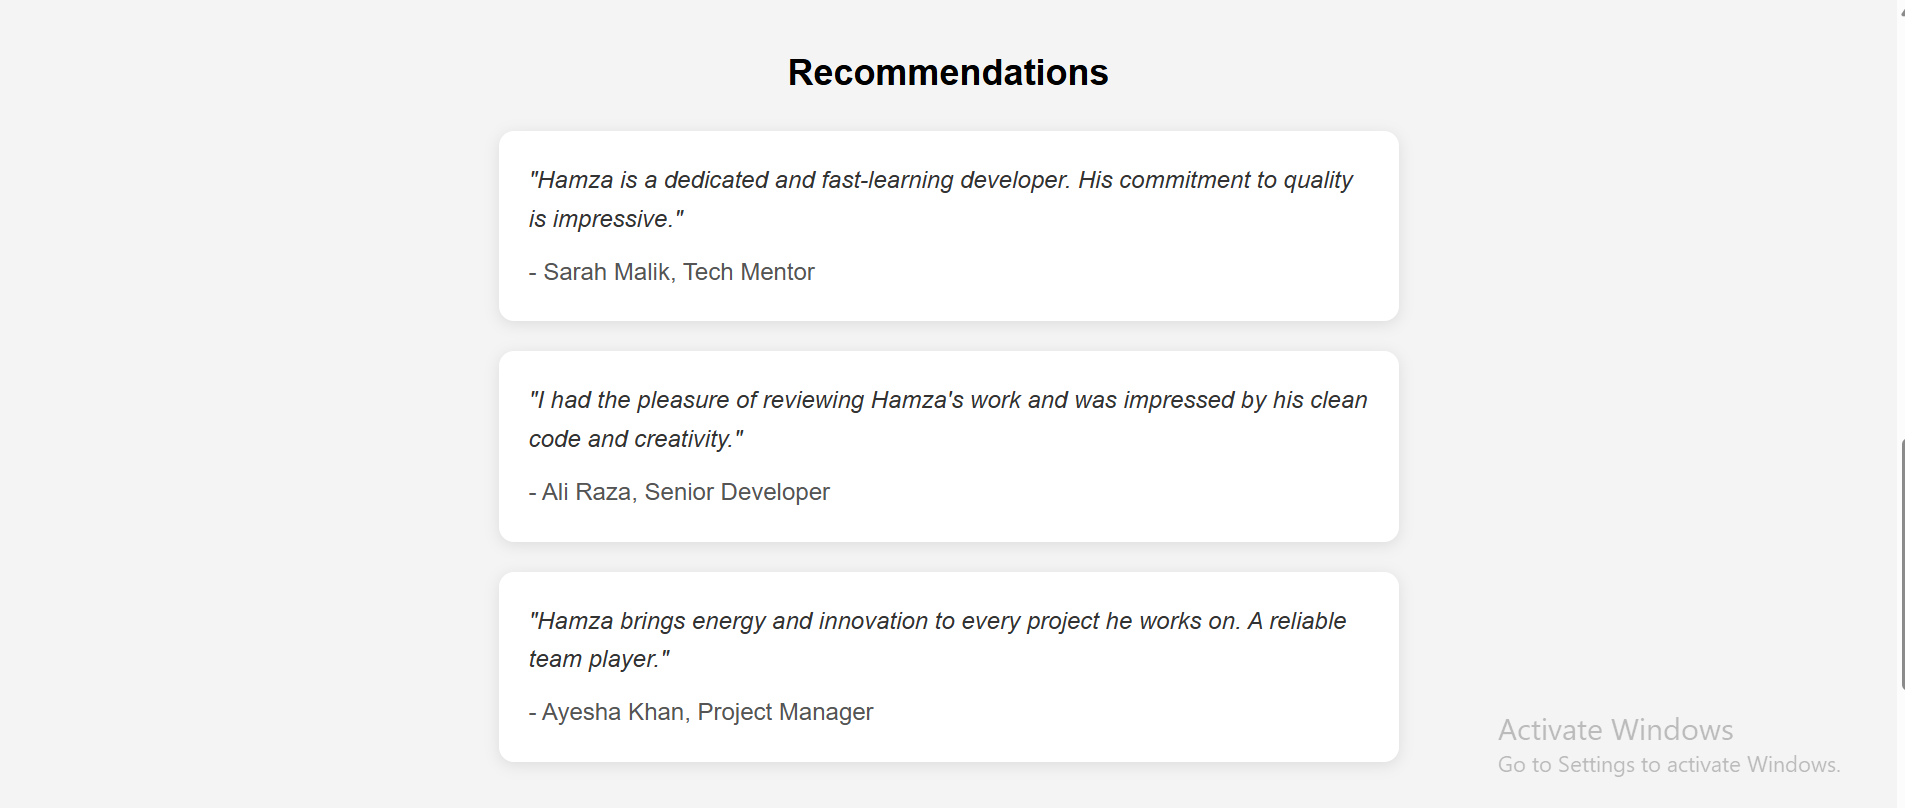 Recommendations
"Hamza is a dedicated and fast-learning developer. His commitment to quality
is impressive."
- Sarah Malik, Tech Mentor
"I had the pleasure of reviewing Hamza's work and was impressed by his clean
code and creativity."
- Ali Raza, Senior Developer
"Hamza brings energy and innovation to every project he works on. A reliable
team player."
- Ayesha Khan, Project Manager
Activate Windows
Go to Settings to activate Windows.